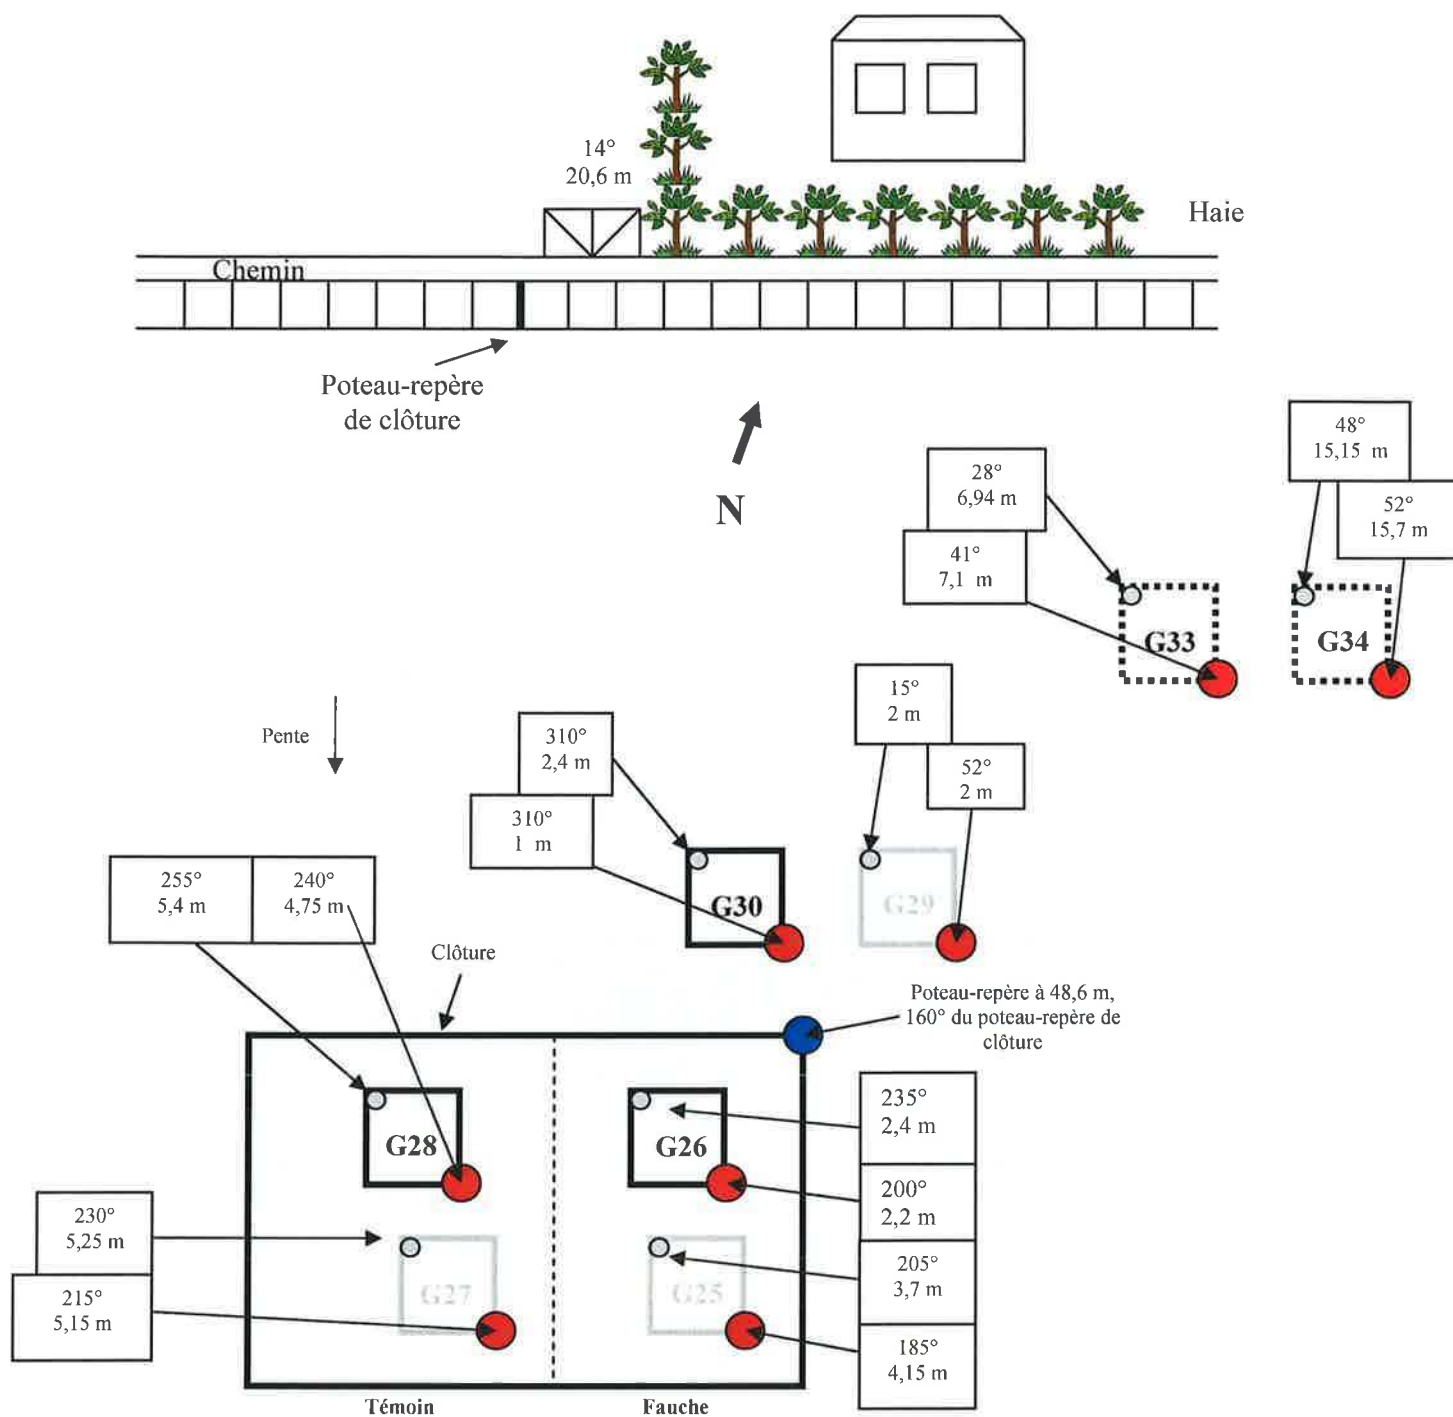 14°
20,6 m
Haie
Chemin
Poteau-repère
de clôture
N
48°
15,15 m
52°
15,7 m
28°
6,94 m
41°
7,1 m
G33
G34
15°
2 m
52°
2 m
Pente
310°
2,4 m
310°
1 m
G30
G29
255°
5,4 m
240°
4,75 m
Clôture
Poteau-repère à 48,6 m,
160° du poteau-repère de
clôture
G28
G26
235°
2,4 m
200°
2,2 m
230°
5,25 m
215°
5,15 m
G27
G25
205°
3,7 m
185°
4,15 m
Témoin
Fauche